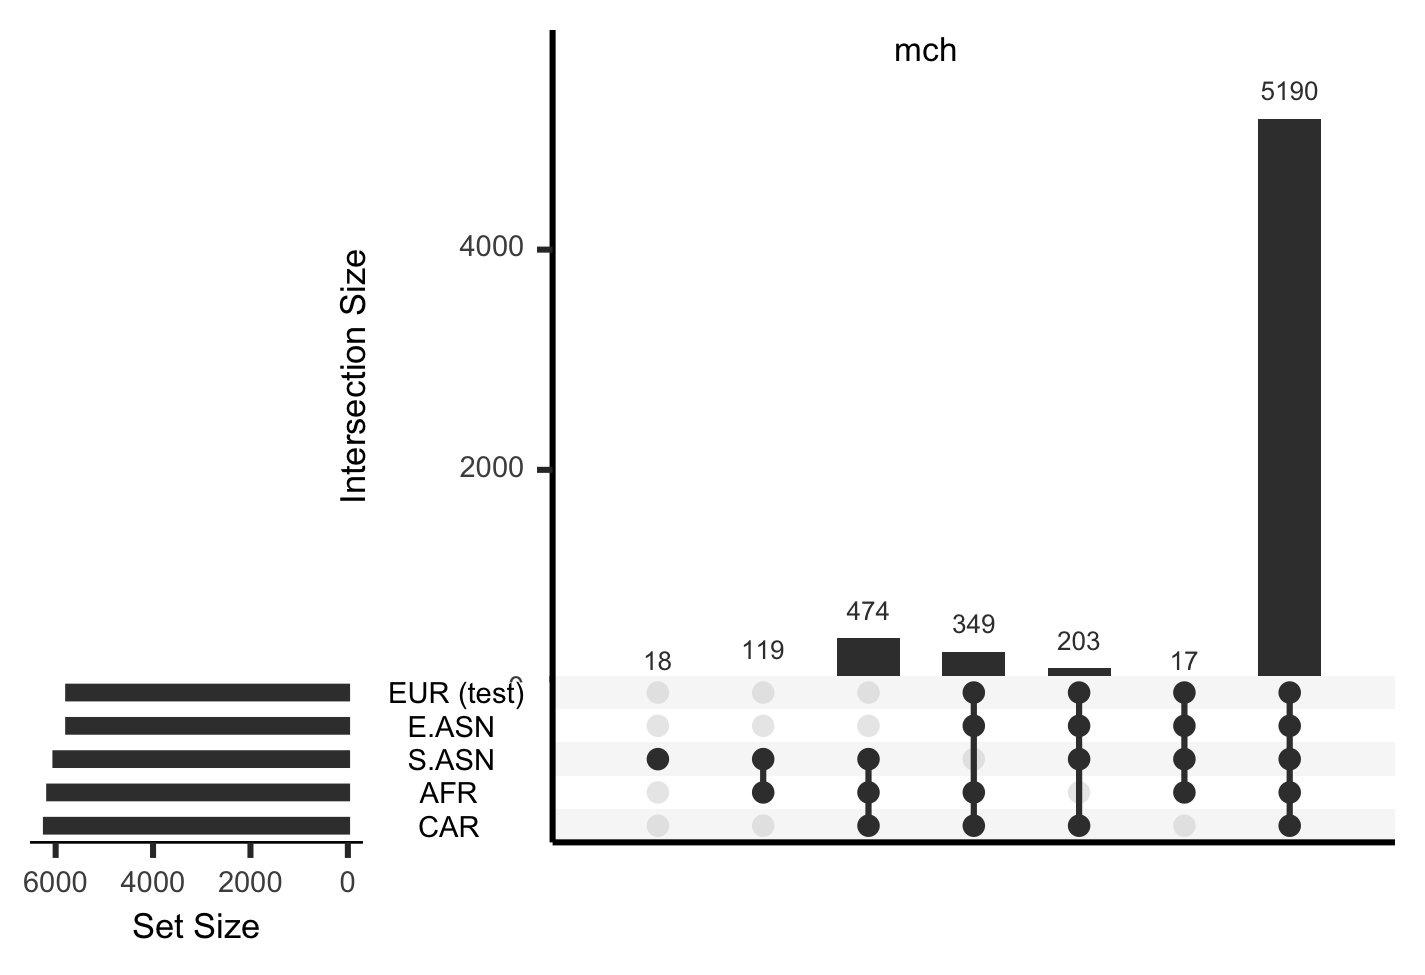 mch
5190
4000
Intersection Size
2000
474
349
203
119
18
17
0
EUR (test)
E.ASN
S.ASN
AFR
CAR
6000 4000 2000 0
Set Size